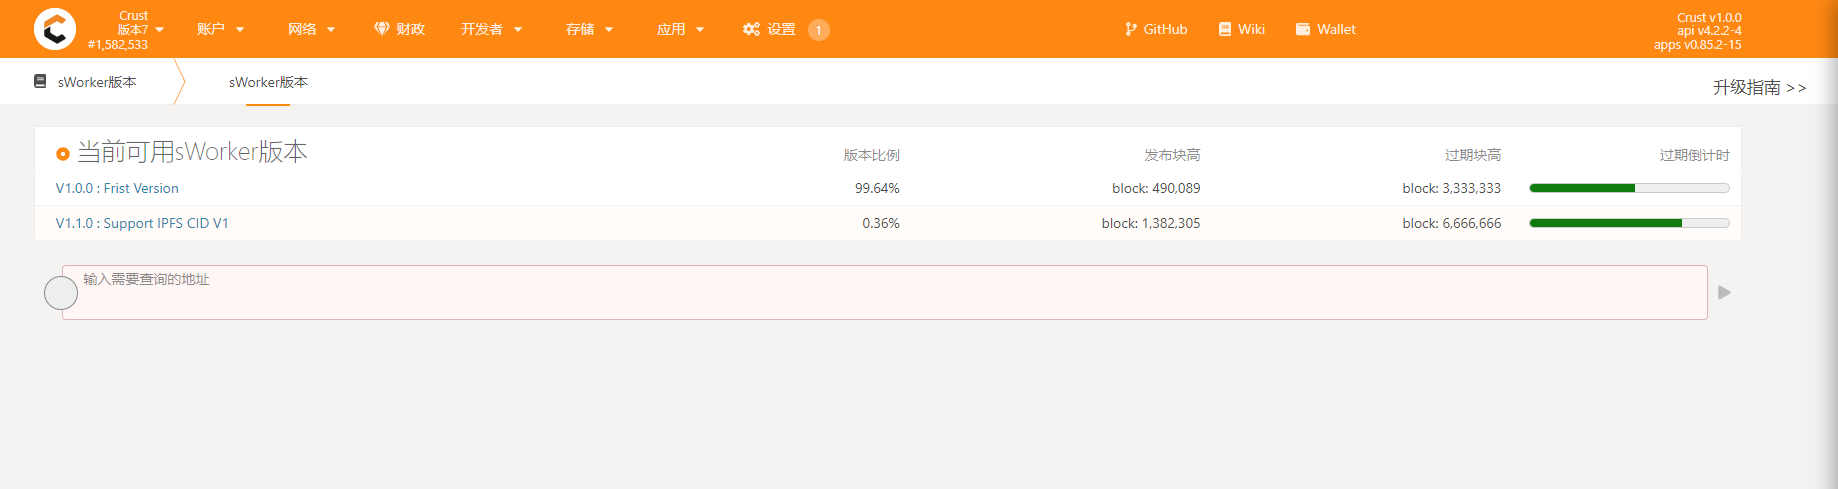 Crust
版本7
#1,582,533
账户
网络
财政
开发者
存储
应用
设置 1
GitHub
Wiki
Wallet
Crust v1.0.0
api v4.2.2-4
apps v0.85.2-15
sWorker版本
sWorker版本
升级指南 >>
当前可用sWorker版本 版本比例 发布块高 过期块高 过期倒计时
V1.0.0 : Frist Version 99.64% block: 490,089 block: 3,333,333
V1.1.0 : Support IPFS CID V1 0.36% block: 1,382,305 block: 6,666,666
输入需要查询的地址